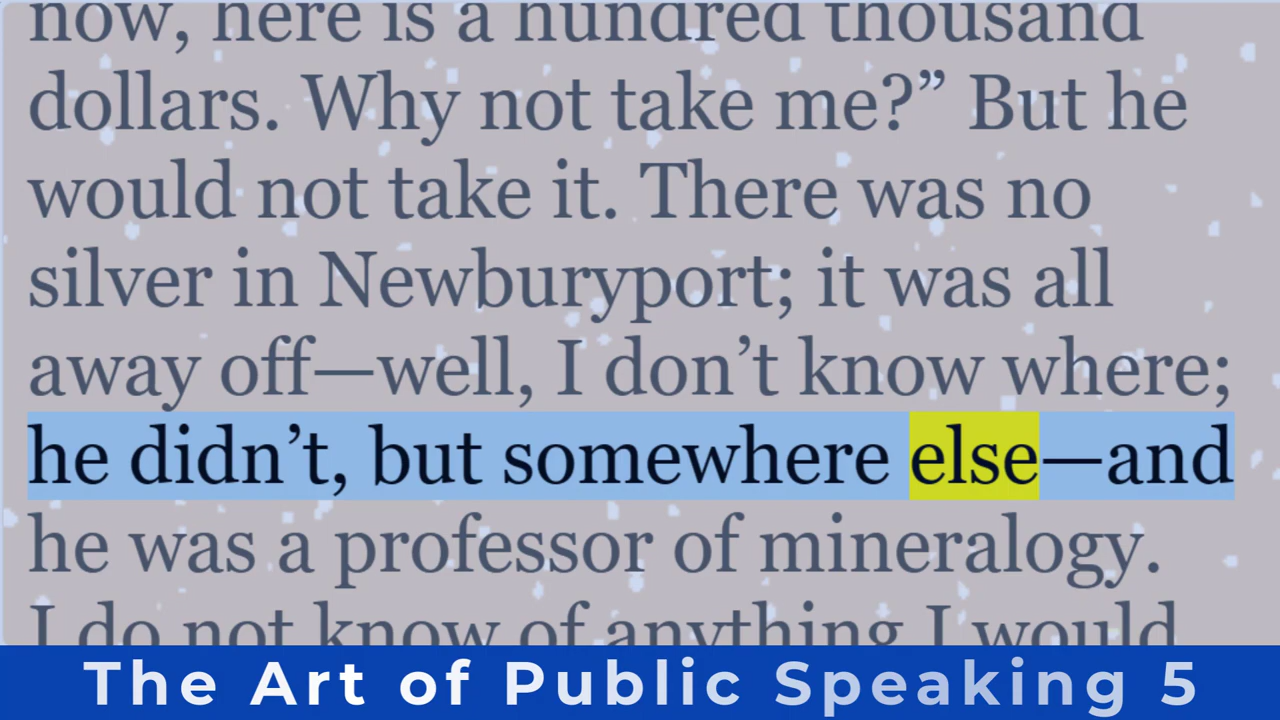 now, here is a hundred thousand
dollars. Why not take me?” But he
would not take it. There was no
silver in Newburyport; it was all
away off—well, I don’t know where;
he didn’t, but somewhere else—and
he was a professor of mineralogy.
I do not know of anything I would
The Art of Public Speaking 5